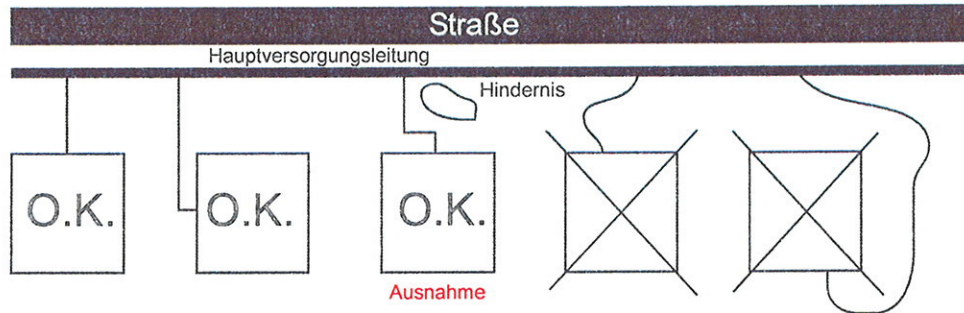 Straße
Hauptversorgungsleitung
Hindernis
O.K. O.K. O.K.
Ausnahme